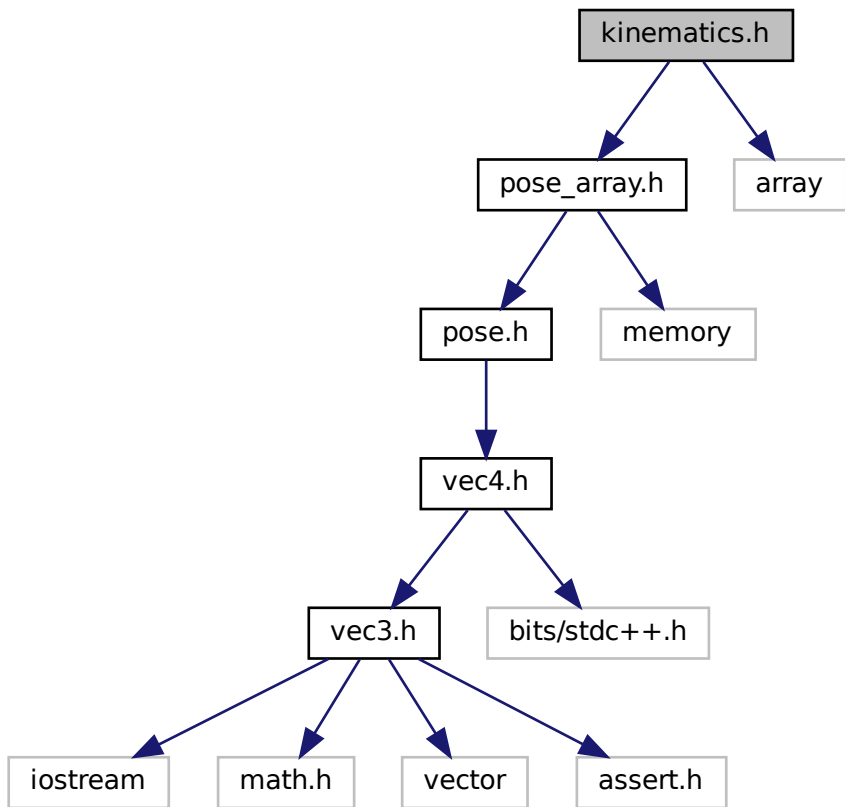 kinematics.h
pose_array.h
array
pose.h
memory
vec4.h
vec3.h
bits/stdc++.h
iostream
math.h
vector
assert.h